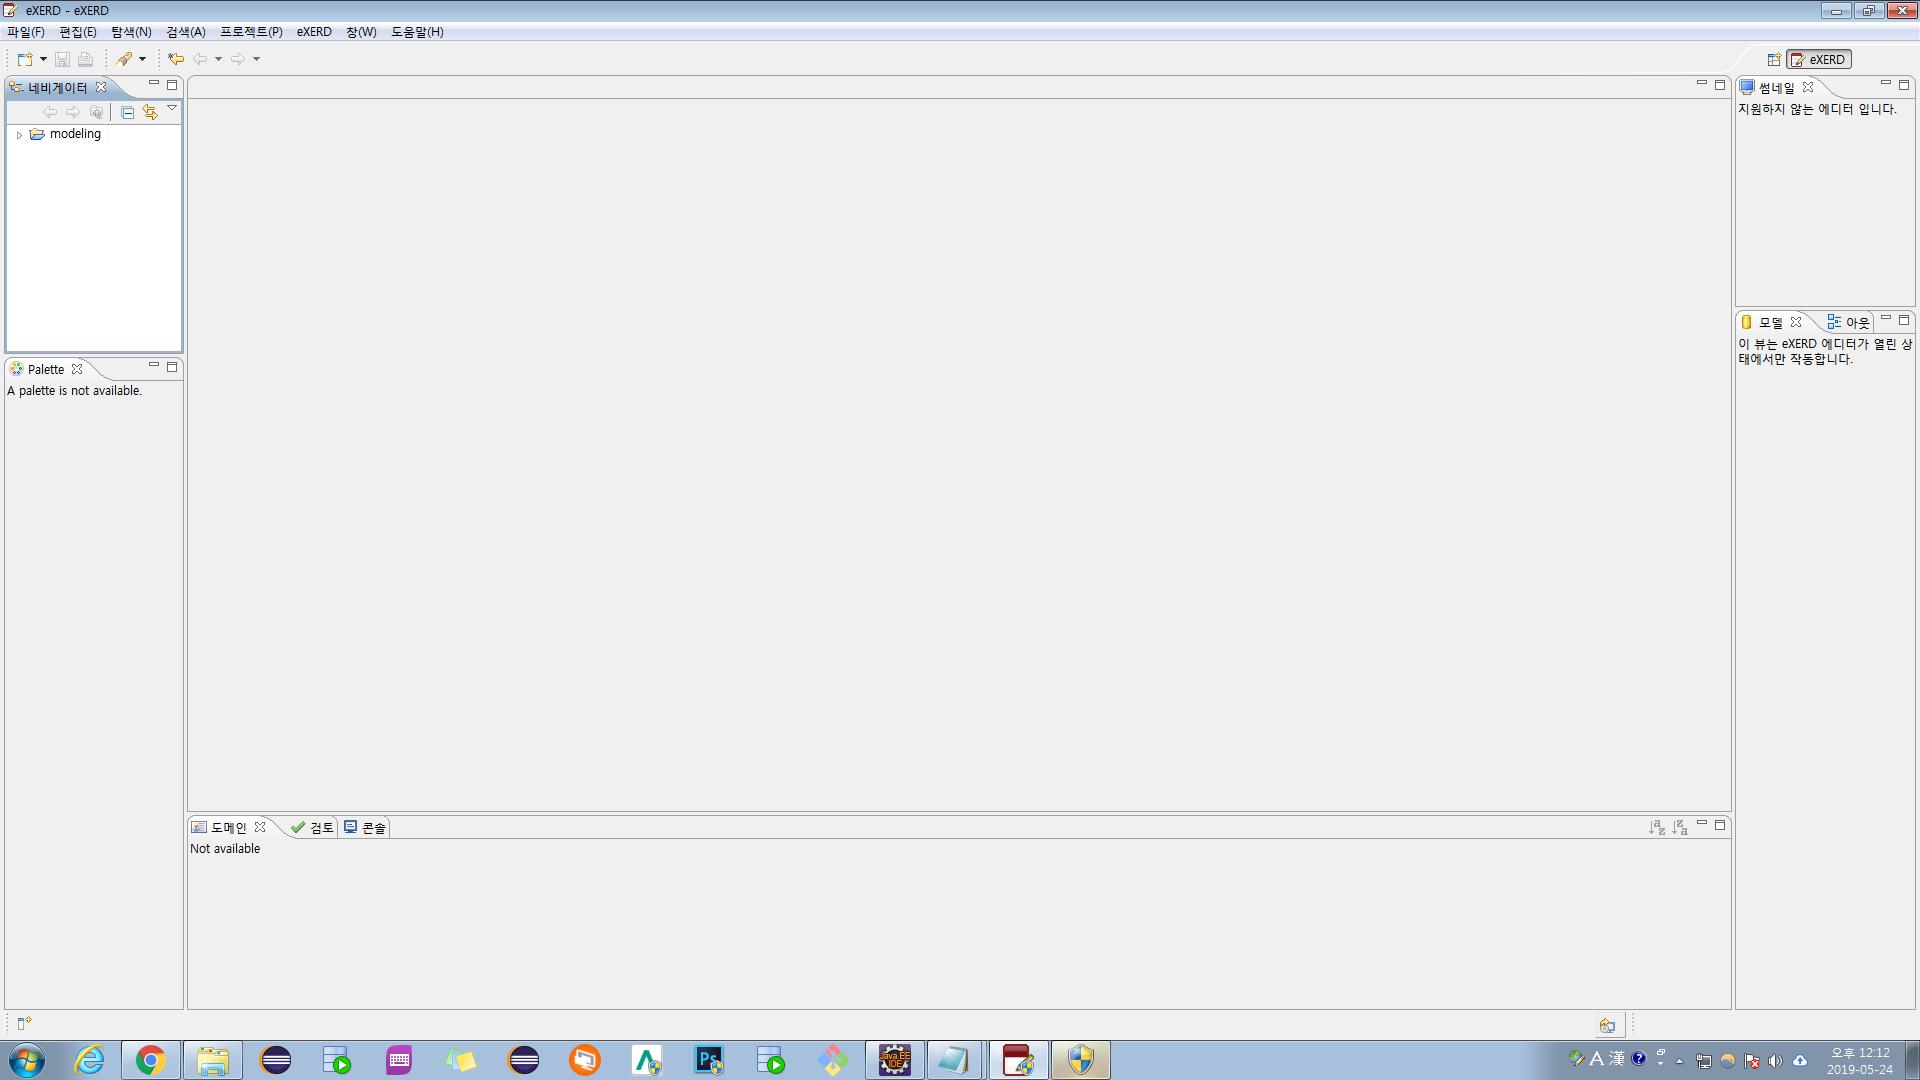 eXERD - eXERD
파일(F) 편집(E) 탐색(N) 검색(A) 프로젝트(P) eXERD 창(W) 도움말(H)
eXERD
네비게이터
modeling
Palette
A palette is not available.
도메인 검토 콘솔
Not available
썸네일
지원하지 않는 에디터 입니다.
모델 아웃
이 뷰는 eXERD 에디터가 열린 상
태에서만 작동합니다.
Ps
Java EE
IDE
A 漢
오후 12:12
2019-05-24